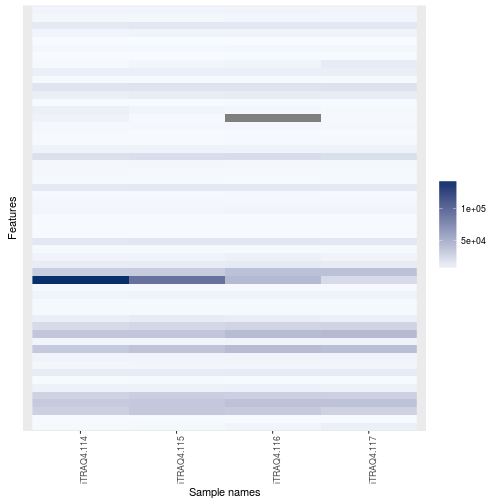 Features
1e+05
5e+04
iTRAQ4.114
iTRAQ4.115
iTRAQ4.116
iTRAQ4.117
Sample names